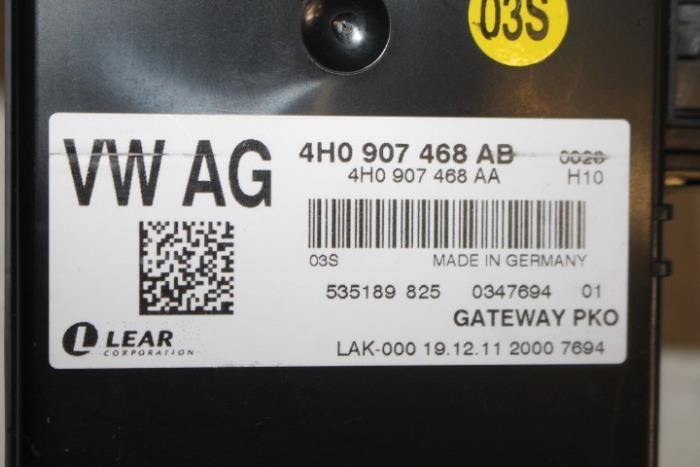 03S
VW AG
4H0 907 468 AB 0020
4H0 907 468 AA H10
03S MADE IN GERMANY
535189 825 0347694 01
GATEWAY PKO
LEAR
CORPORATION
LAK-000 19.12.11 2000 7694